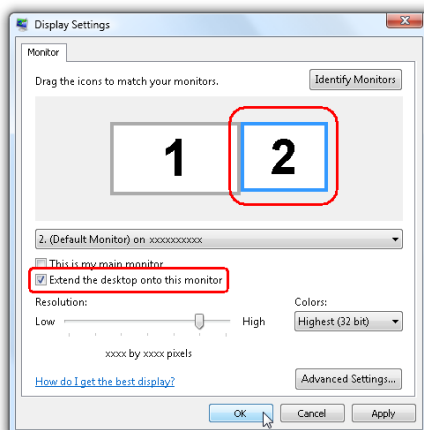 Display Settings
Monitor
Drag the icons to match your monitors.
Identify Monitors
1
2
2. (Default Monitor) on xxxxxxxxxx
This is my main monitor
Extend the desktop onto this monitor
Resolution:
Colors:
Low
High
Highest (32 bit)
xxxx by xxxx pixels
How do I get the best display?
Advanced Settings...
OK
Cancel
Apply